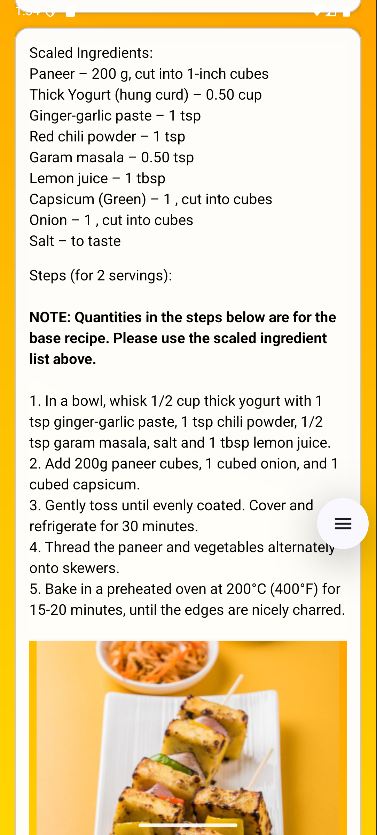 Scaled Ingredients:
Paneer – 200 g, cut into 1-inch cubes
Thick Yogurt (hung curd) – 0.50 cup
Ginger-garlic paste – 1 tsp
Red chili powder – 1 tsp
Garam masala – 0.50 tsp
Lemon juice – 1 tbsp
Capsicum (Green) – 1 , cut into cubes
Onion – 1 , cut into cubes
Salt – to taste
Steps (for 2 servings):
NOTE: Quantities in the steps below are for the
base recipe. Please use the scaled ingredient
list above.
1. In a bowl, whisk 1/2 cup thick yogurt with 1
tsp ginger-garlic paste, 1 tsp chili powder, 1/2
tsp garam masala, salt and 1 tbsp lemon juice.
2. Add 200g paneer cubes, 1 cubed onion, and 1
cubed capsicum.
3. Gently toss until evenly coated. Cover and
refrigerate for 30 minutes.
4. Thread the paneer and vegetables alternately
onto skewers.
5. Bake in a preheated oven at 200°C (400°F) for
15-20 minutes, until the edges are nicely charred.